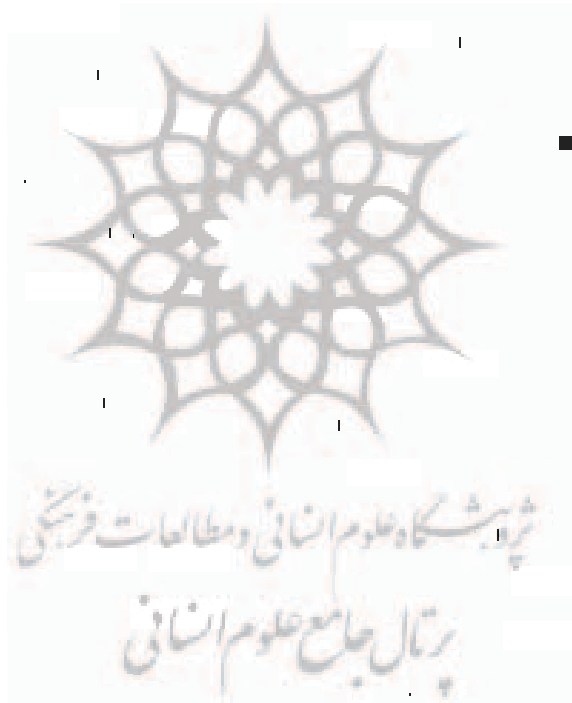 پژوهشگاه علوم انسانی و مطالعات فرهنگی
پرتال جامع علوم انسانی